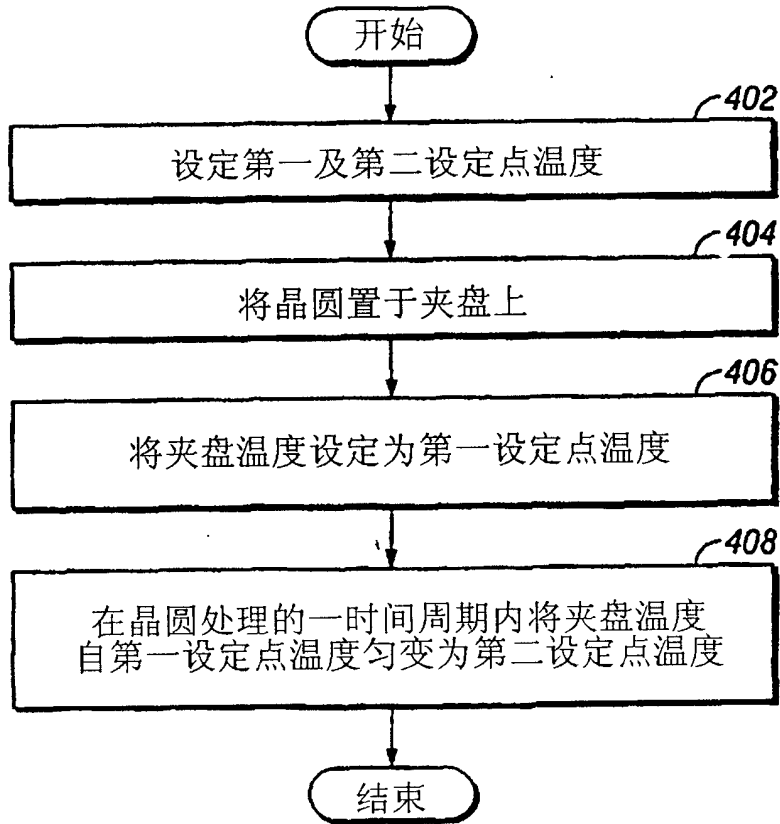 开始
402
设定第一及第二设定点温度
404
将晶圆置于夹盘上
406
将夹盘温度设定为第一设定点温度
408
在晶圆处理的一时间周期内将夹盘温度
自第一设定点温度匀变为第二设定点温度
结束